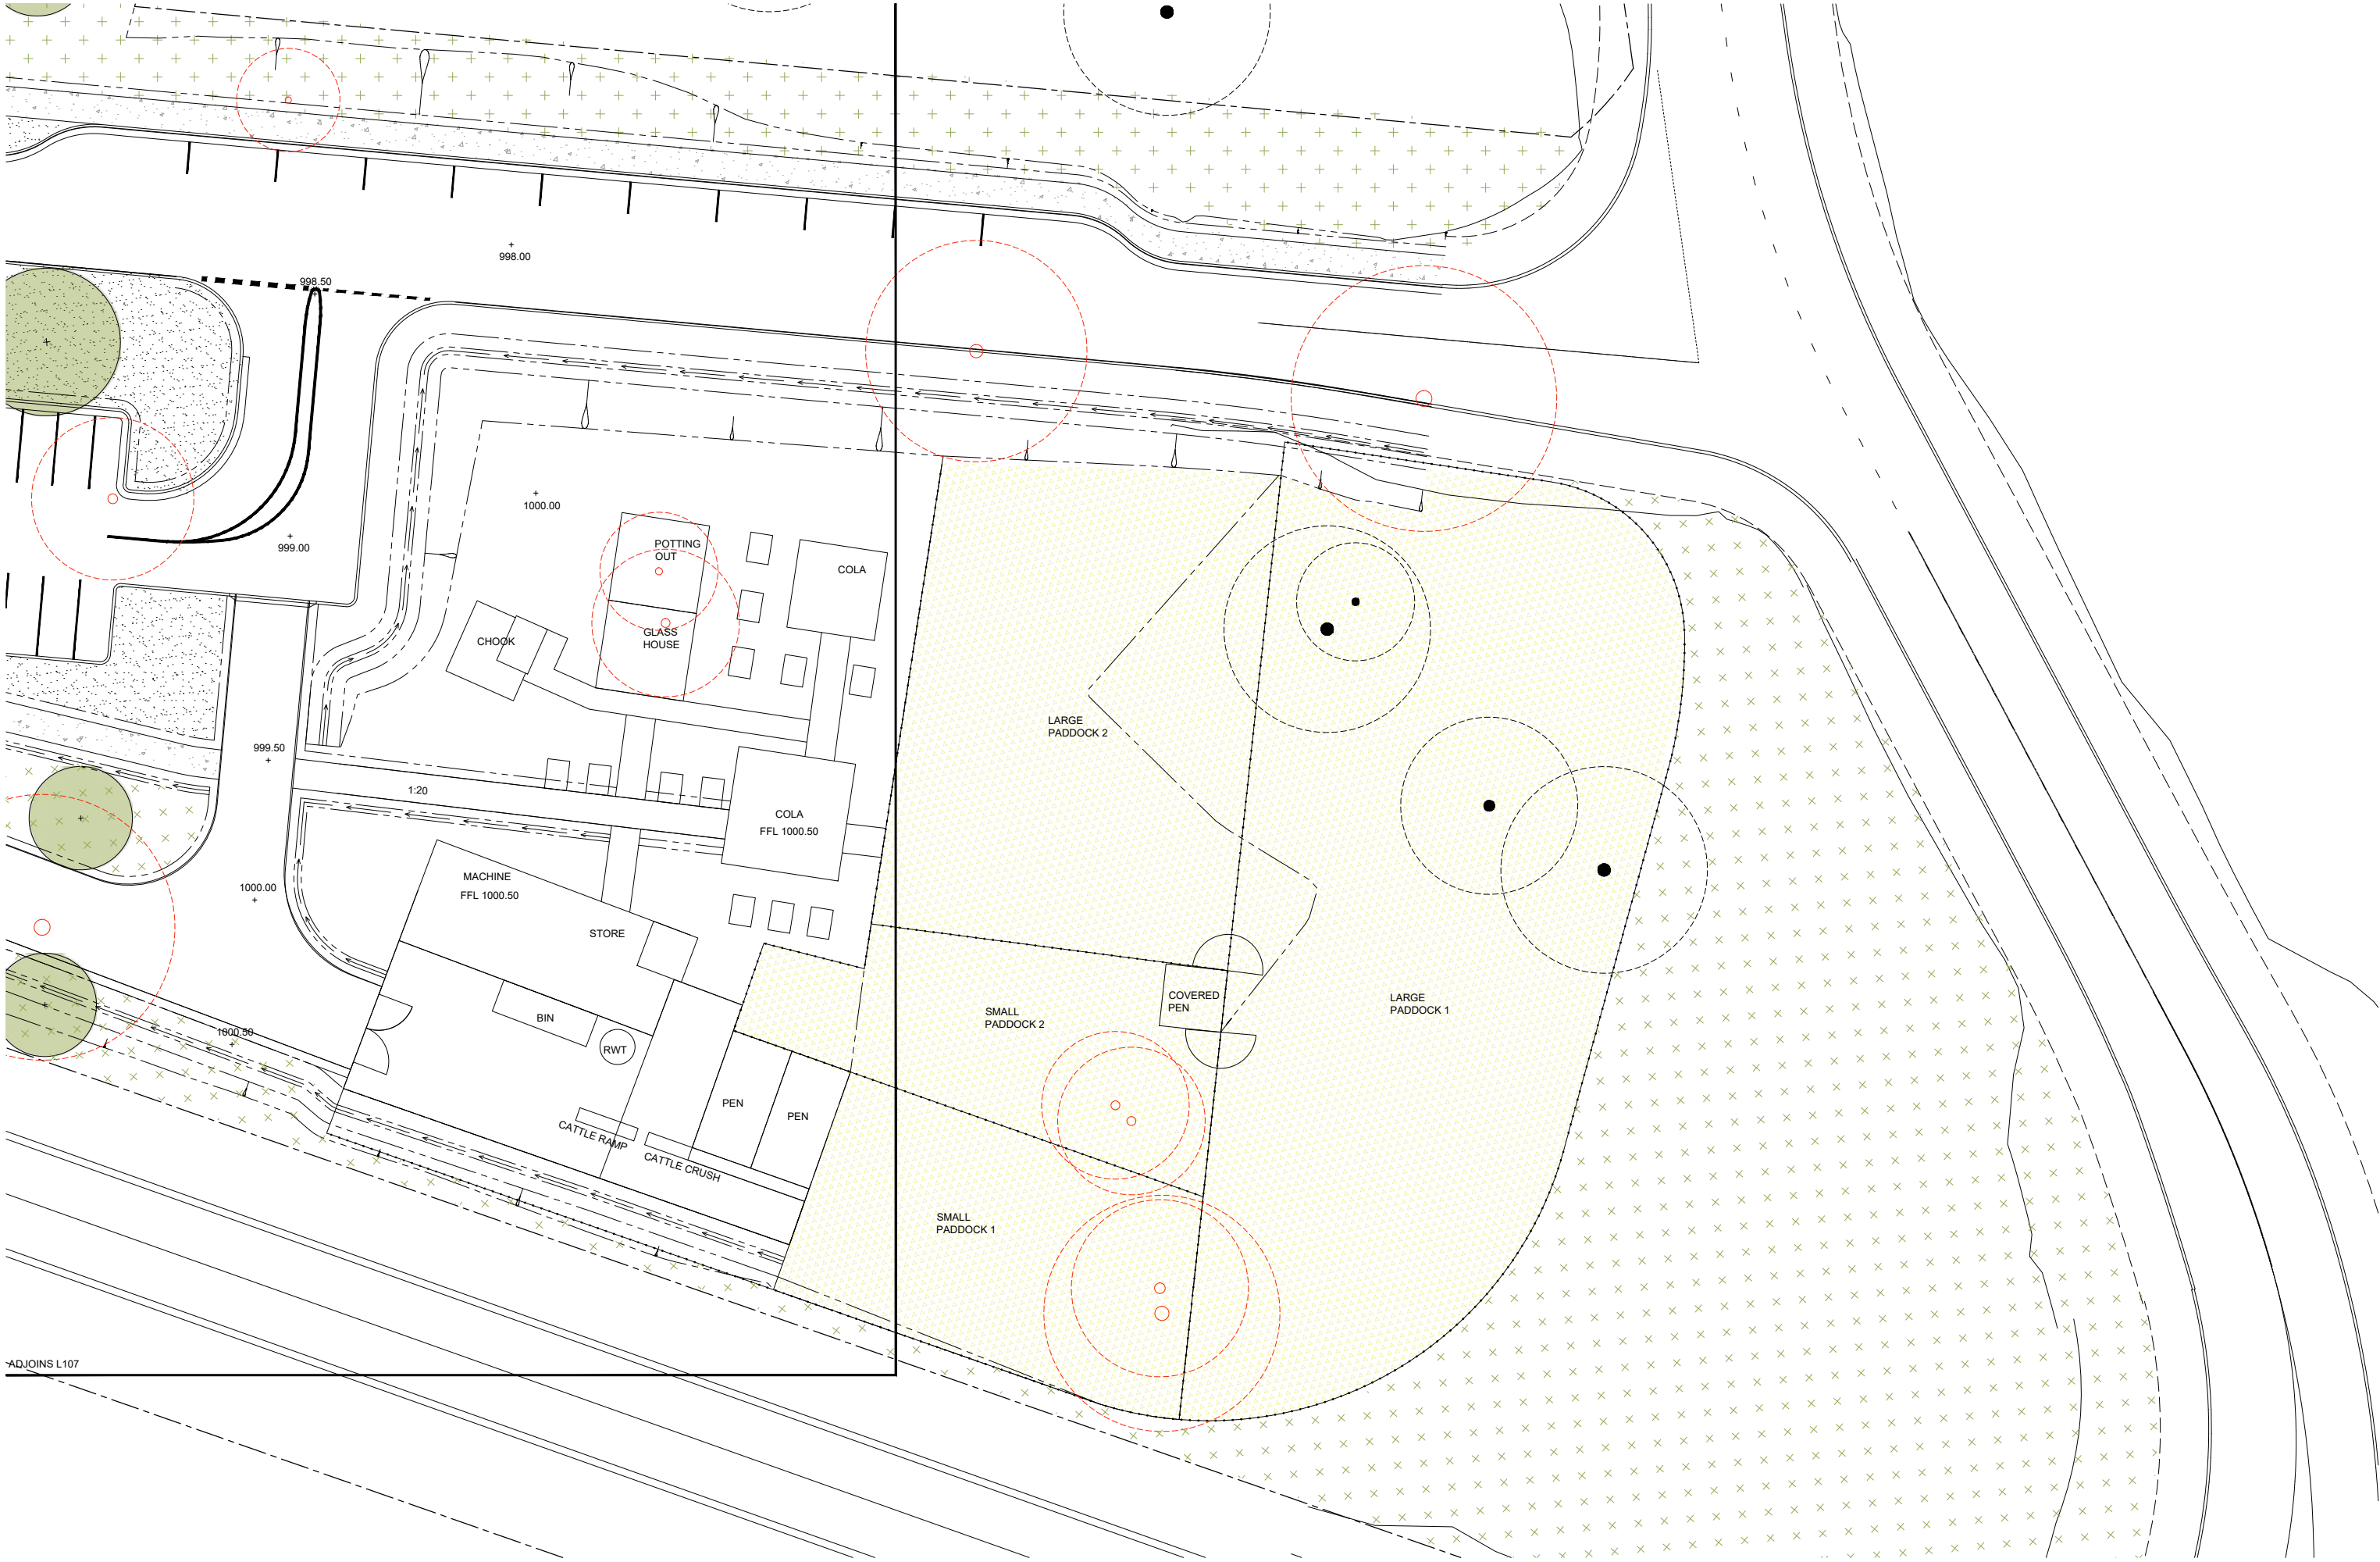 998.00
998.50
1000.00
999.00
POTTING
OUT
COLA
CHOOK
GLASS
HOUSE
LARGE
PADDOCK 2
999.50
1:20
COLA
FFL 1000.50
MACHINE
FFL 1000.50
1000.00
STORE
COVERED
PEN
LARGE
PADDOCK 1
SMALL
PADDOCK 2
BIN
1000.50
RWT
PEN
PEN
CATTLE RAMP
CATTLE CRUSH
SMALL
PADDOCK 1
ADJOINS L107